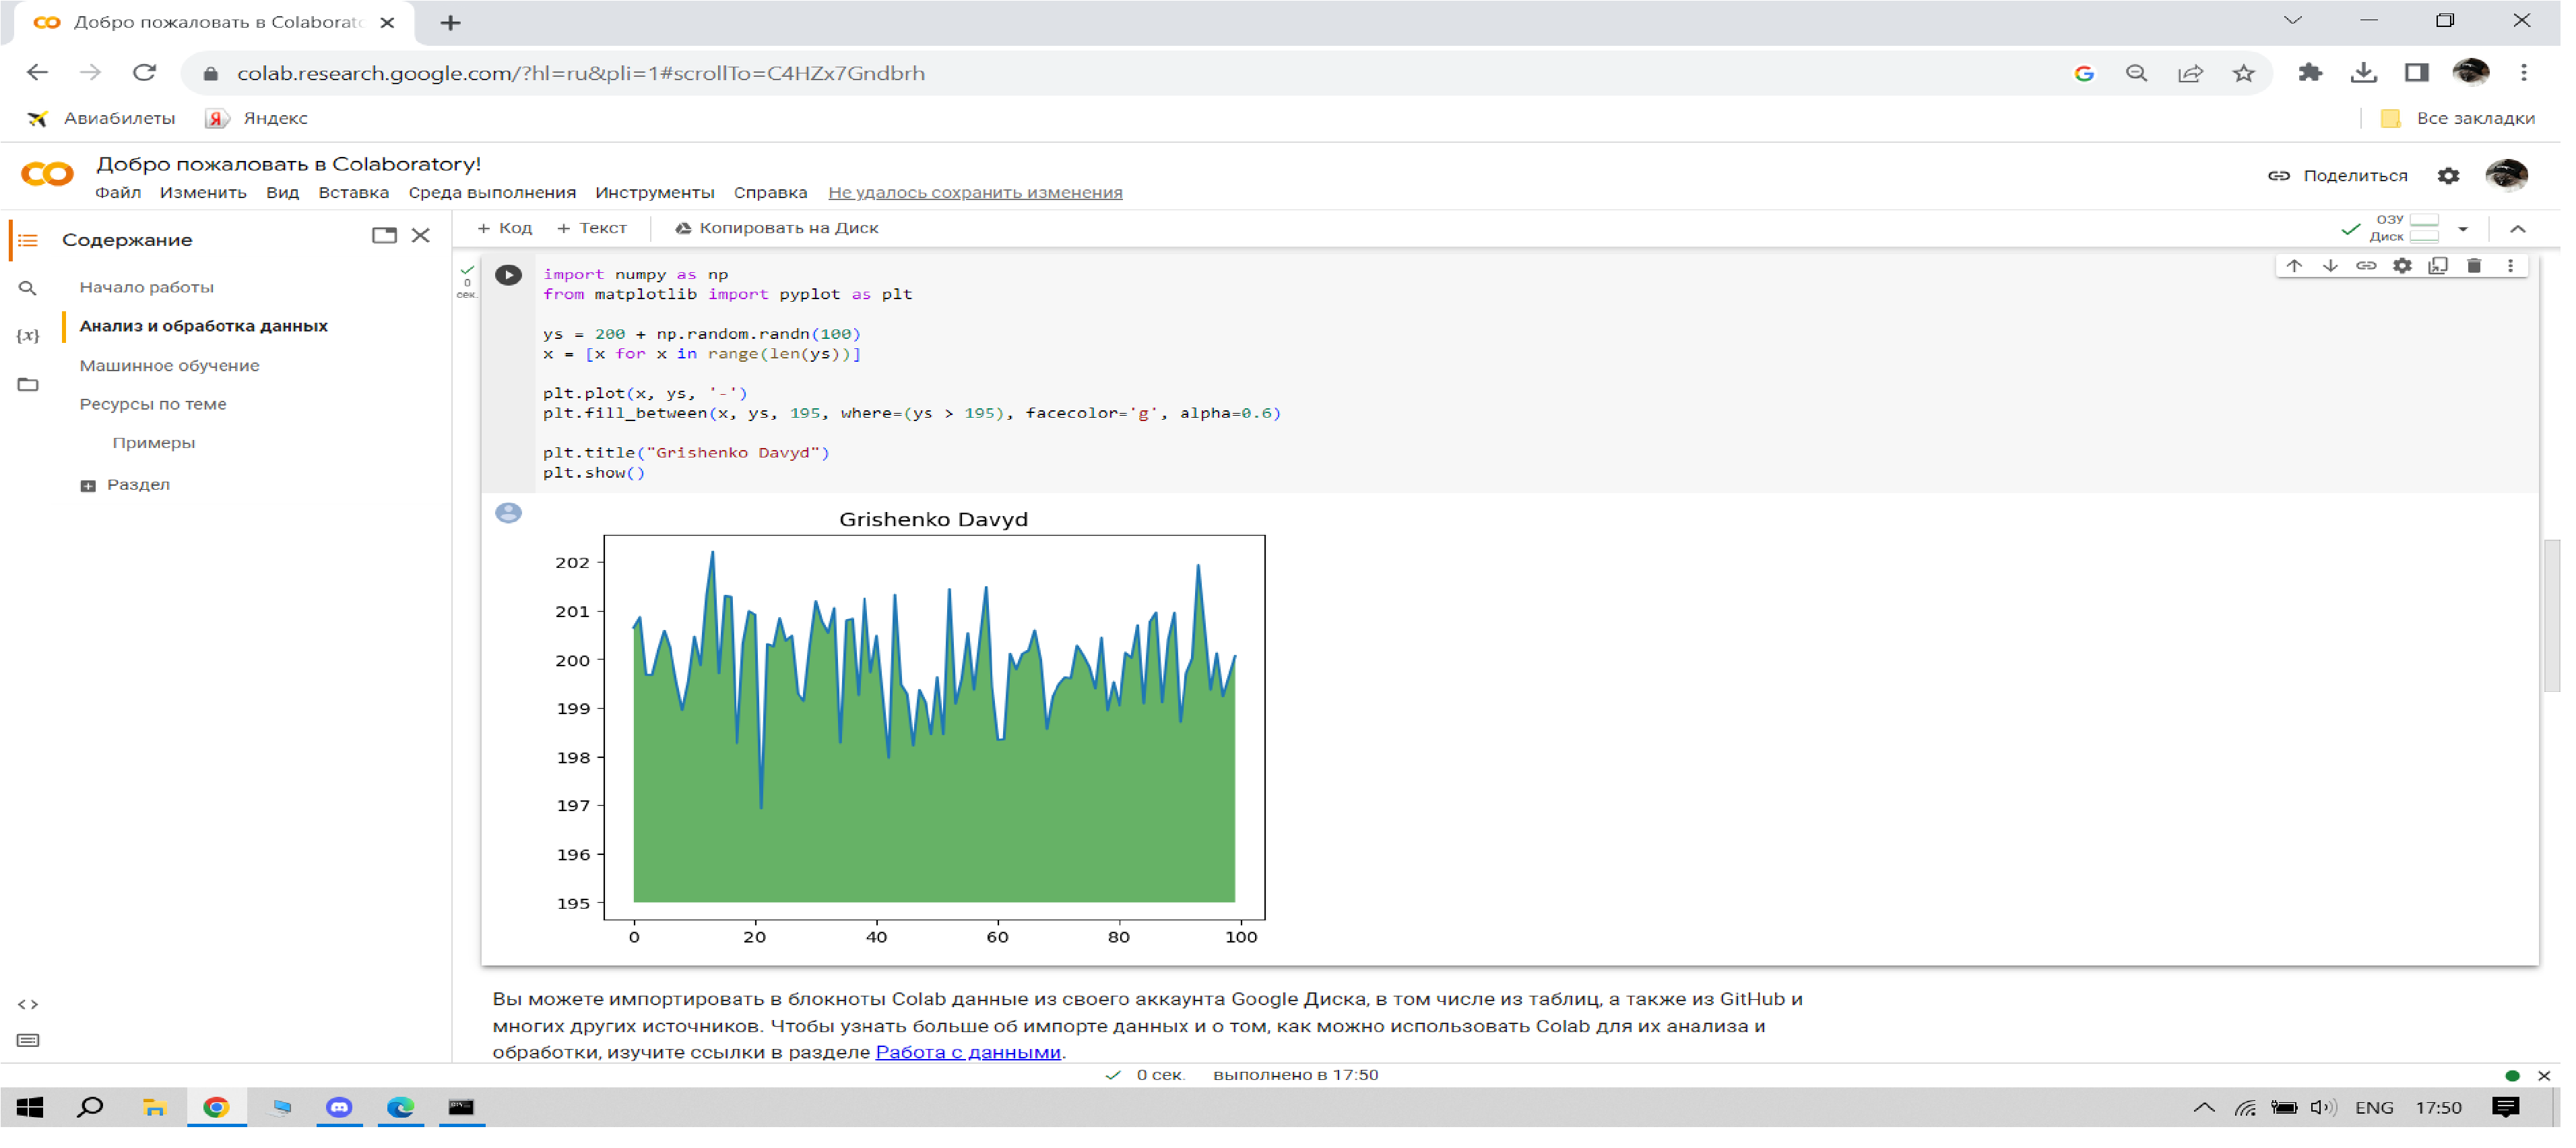 Добро пожаловать в Colaborato
colab.research.google.com/?hl=ru&pli=1#scrollTo=C4HZx7Gndbrh
Авиабилеты
Яндекс
Все закладки
Добро пожаловать в Colaboratory!
Файл Изменить Вид Вставка Среда выполнения Инструменты Справка Не удалось сохранить изменения
Поделиться
Содержание
+ Код + Текст Копировать на Диск
ОЗУ
Диск
Начало работы
Анализ и обработка данных
Машинное обучение
Ресурсы по теме
Примеры
Раздел
{x}
<>
0
сек.
import numpy as np
from matplotlib import pyplot as plt
ys = 200 + np.random.randn(100)
x = [x for x in range(len(ys))]
plt.plot(x, ys, '-')
plt.fill_between(x, ys, 195, where=(ys > 195), facecolor='g', alpha=0.6)
plt.title("Grishenko Davyd")
plt.show()
Grishenko Davyd
202
201
200
199
198
197
196
195
0 20 40 60 80 100
Вы можете импортировать в блокноты Colab данные из своего аккаунта Google Диска, в том числе из таблиц, а также из GitHub и
многих других источников. Чтобы узнать больше об импорте данных и о том, как можно использовать Colab для их анализа и
обработки, изучите ссылки в разделе Работа с данными.
0 сек. выполнено в 17:50
ENG 17:50